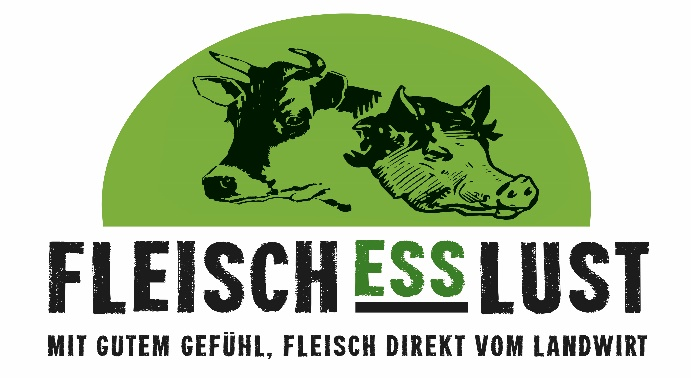 FLEISCH ESS LUST
MIT GUTEM GEFÜHL, FLEISCH DIREKT VOM LANDWIRT